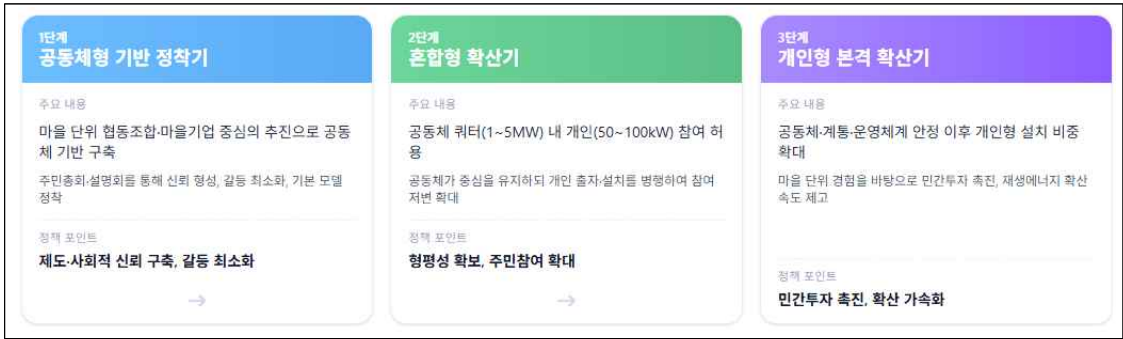 1단계
공동체형 기반 정착기
주요 내용
마을 단위 협동조합·마을기업 중심의 추진으로 공동
체 기반 구축
주민총회·설명회를 통해 신뢰 형성, 갈등 최소화, 기본 모델
정착
정책 포인트
제도·사회적 신뢰 구축, 갈등 최소화
→
2단계
혼합형 확산기
주요 내용
공동체 쿼터(1~5MW) 내 개인(50~100kW) 참여 허
용
공동체가 중심을 유지하되 개인 출자·설치를 병행하여 참여
저변 확대
정책 포인트
형평성 확보, 주민참여 확대
→
3단계
개인형 본격 확산기
주요 내용
공동체·계통·운영체계 안정 이후 개인형 설치 비중
확대
마을 단위 경험을 바탕으로 민간투자 촉진, 재생에너지 확산
속도 제고
정책 포인트
민간투자 촉진, 확산 가속화